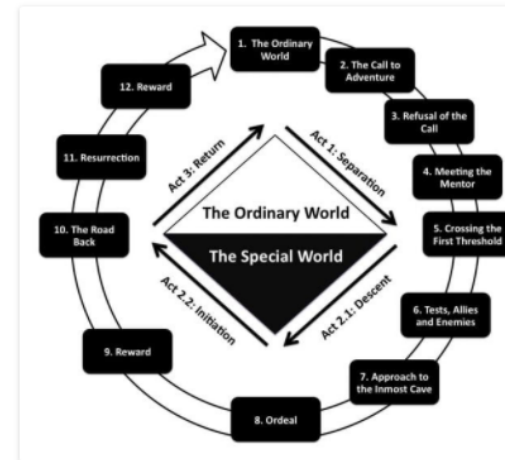 1. The Ordinary
World
2. The Call to
Adventure
3. Refusal of the
Call
4. Meeting the
Mentor
5. Crossing the
First Threshold
6. Tests, Allies
and Enemies
7. Approach to
the Inmost Cave
8. Ordeal
9. Reward
10. The Road
Back
11. Resurrection
12. Reward
Act 1: Separation
Act 2.1: Descent
Act 2.2: Initiation
Act 3: Return
The Ordinary World
The Special World